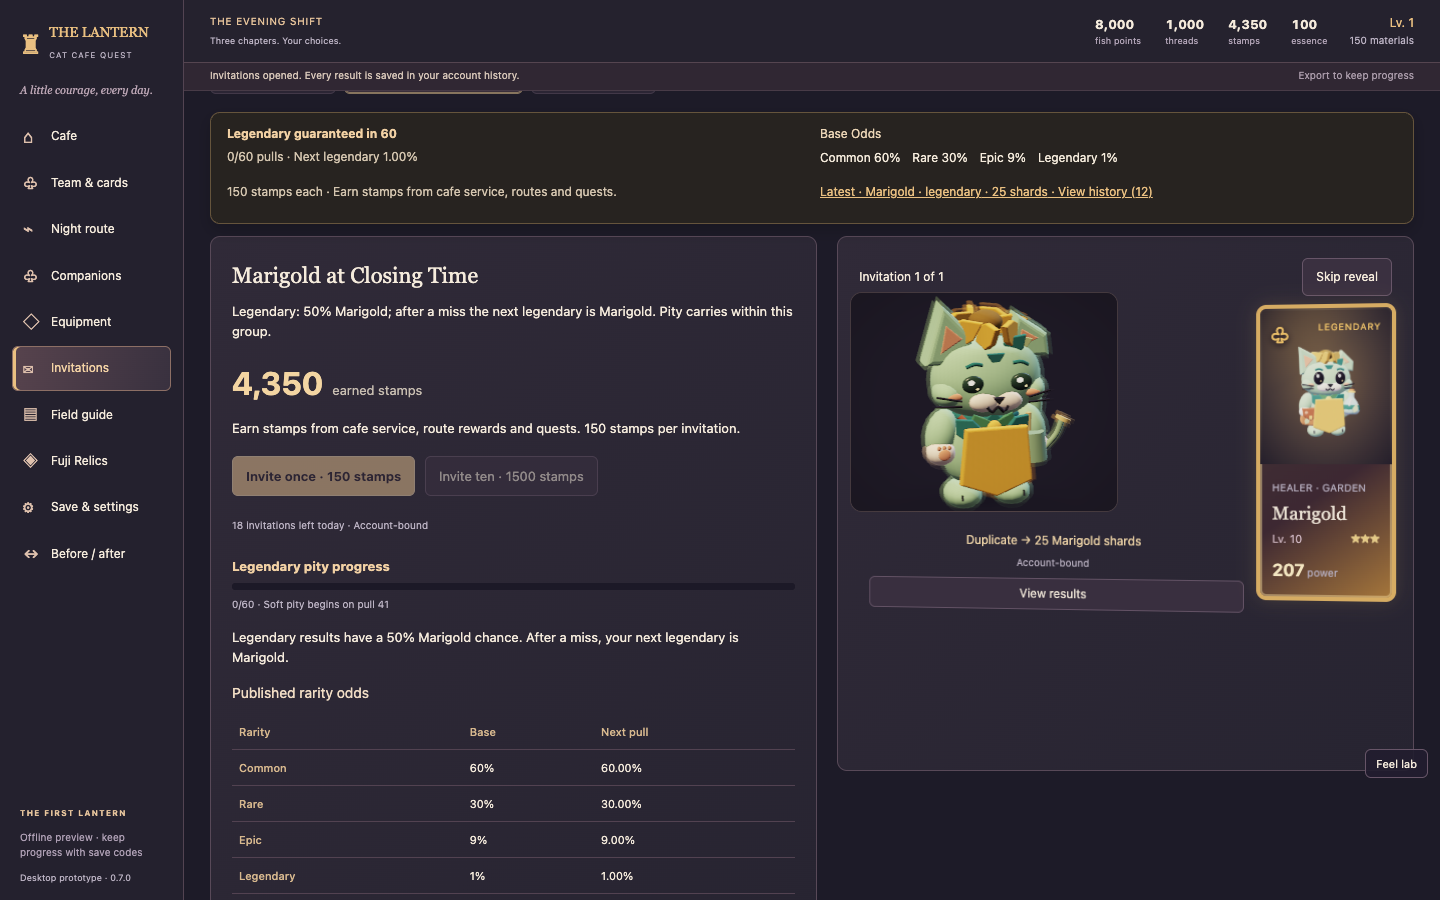 THE LANTERN
CAT CAFE QUEST
A little courage, every day.
Cafe
Team & cards
Night route
Companions
Equipment
Invitations
Field guide
Fuji Relics
Save & settings
Before / after
THE FIRST LANTERN
Offline preview · keep
progress with save codes
Desktop prototype · 0.7.0
THE EVENING SHIFT
Three chapters. Your choices.
8,000 fish points
1,000 threads
4,350 stamps
100 essence
Lv. 1
150 materials
Invitations opened. Every result is saved in your account history.
Export to keep progress
Legendary guaranteed in 60
0/60 pulls · Next legendary 1.00%
150 stamps each · Earn stamps from cafe service, routes and quests.
Base Odds
Common 60% Rare 30% Epic 9% Legendary 1%
Latest · Marigold · legendary · 25 shards · View history (12)
Marigold at Closing Time
Legendary: 50% Marigold; after a miss the next legendary is Marigold. Pity carries within this
group.
4,350 earned stamps
Earn stamps from cafe service, route rewards and quests. 150 stamps per invitation.
Invite once · 150 stamps
Invite ten · 1500 stamps
18 invitations left today · Account-bound
Legendary pity progress
0/60 · Soft pity begins on pull 41
Legendary results have a 50% Marigold chance. After a miss, your next legendary is
Marigold.
Published rarity odds
Rarity Base Next pull
Common 60% 60.00%
Rare 30% 30.00%
Epic 9% 9.00%
Legendary 1% 1.00%
Invitation 1 of 1
Skip reveal
Duplicate → 25 Marigold shards
Account-bound
View results
LEGENDARY
HEALER · GARDEN
Marigold
Lv. 10 ★★★
207 power
Feel lab